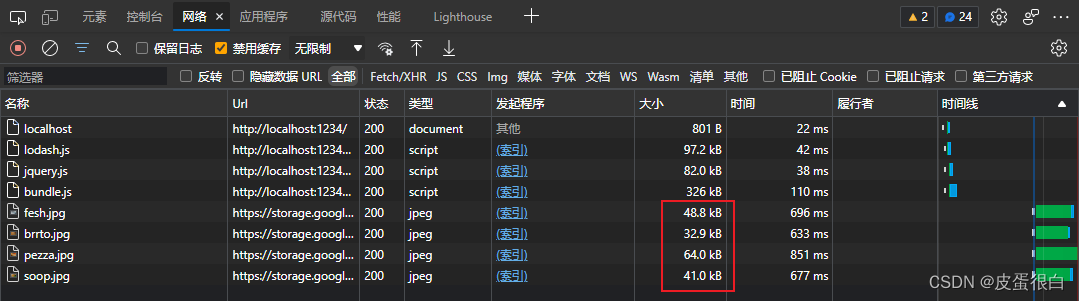 元素 控制台 网络 × 应用程序 源代码 性能 Lighthouse 2 24
保留日志 禁用缓存 无限制
筛选器 反转 隐藏数据 URL 全部 Fetch/XHR JS CSS Img 媒体 字体 文档 WS Wasm 清单 其他 已阻止 Cookie 已阻止请求 第三方请求
名称 Url 状态 类型 发起程序 大小 时间 履行者 时间线
localhost http://localhost:1234/ 200 document 其他 801 B 22 ms
lodash.js http://localhost:1234... 200 script (索引) 97.2 kB 42 ms
jquery.js http://localhost:1234... 200 script (索引) 82.0 kB 38 ms
bundle.js http://localhost:1234... 200 script (索引) 326 kB 110 ms
fesh.jpg https://storage.googl... 200 jpeg (索引) 48.8 kB 696 ms
brrto.jpg https://storage.googl... 200 jpeg (索引) 32.9 kB 633 ms
pezza.jpg https://storage.googl... 200 jpeg (索引) 64.0 kB 851 ms
soop.jpg https://storage.googl... 200 jpeg (索引) 41.0 kB 677 ms
CSDN @皮蛋很白